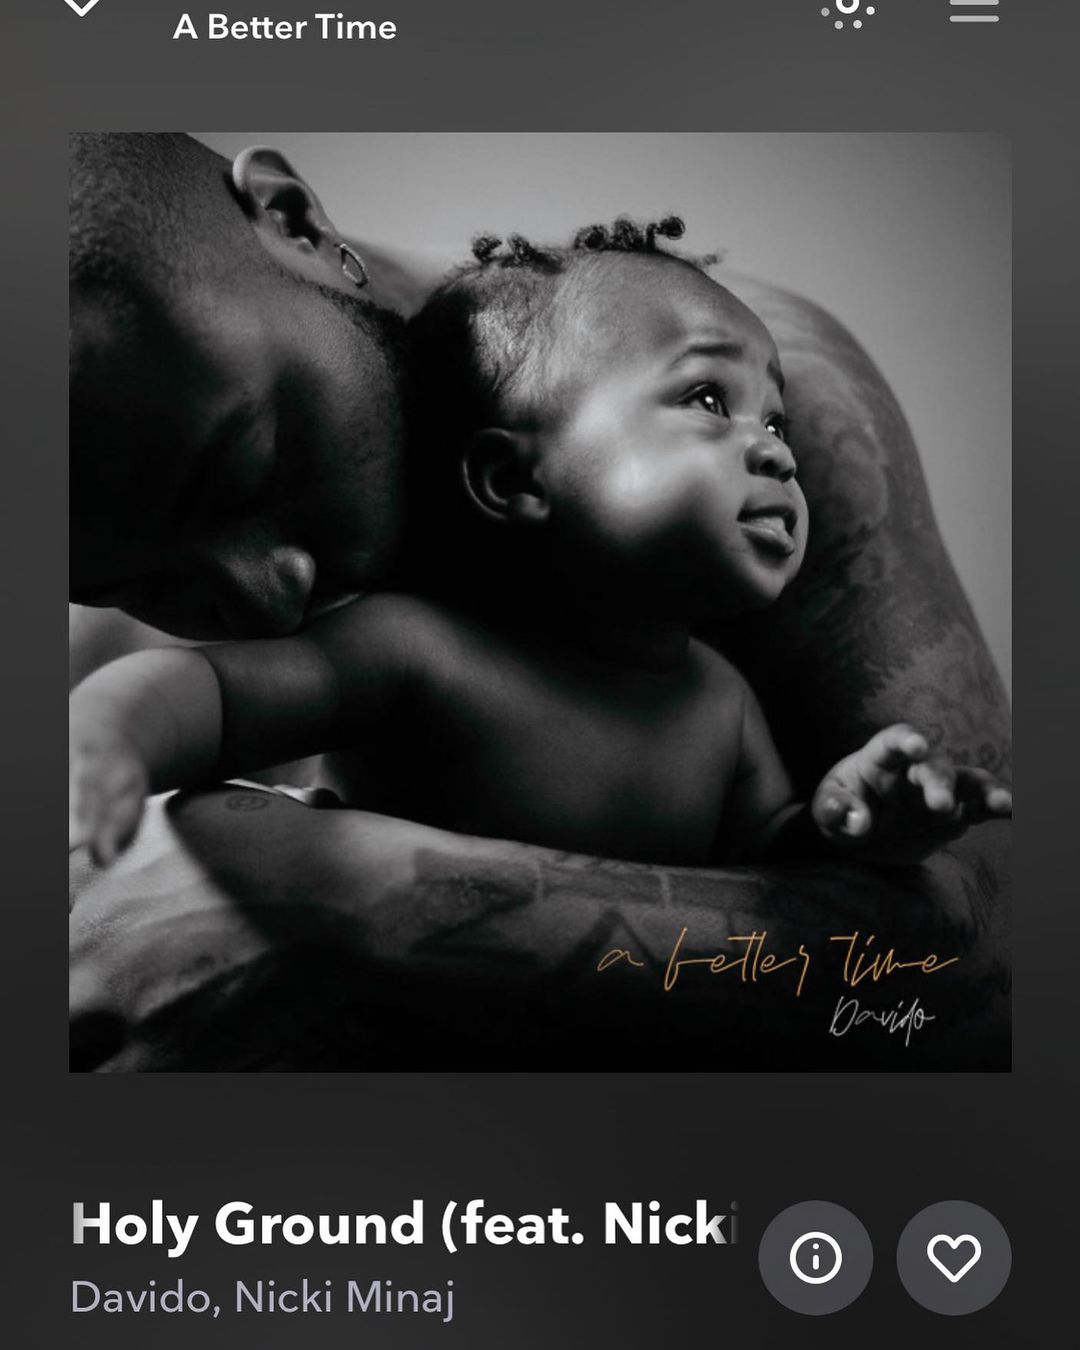 A Better Time
a better time
Davido
Holy Ground (feat. Nicki
Davido, Nicki Minaj